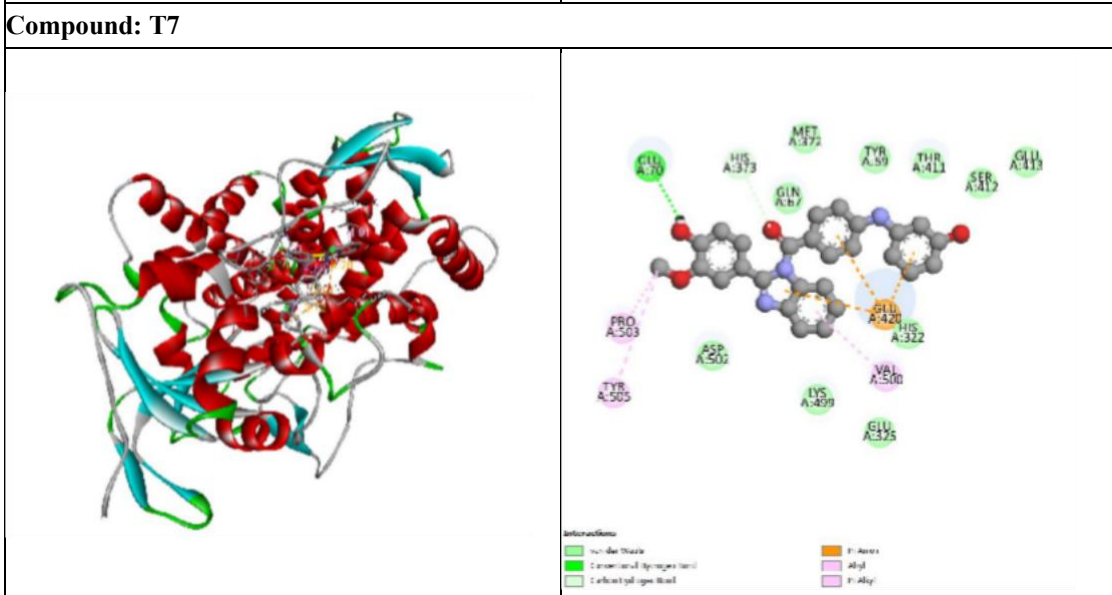 Compound: T7
MET
A:372
GLU
A:70
HIS
A:373
TYR
A:69
THR
A:411
GLU
A:413
SER
A:412
GLN
A:67
GLU
A:420
HIS
A:322
PRO
A:503
ASP
A:502
VAL
A:500
TYR
A:505
LYS
A:499
GLU
A:325
Interactions
van der Waals
Conventional Hydrogen Bond
Carbon Hydrogen Bond
Pi-Anion
Alkyl
Pi-Alkyl